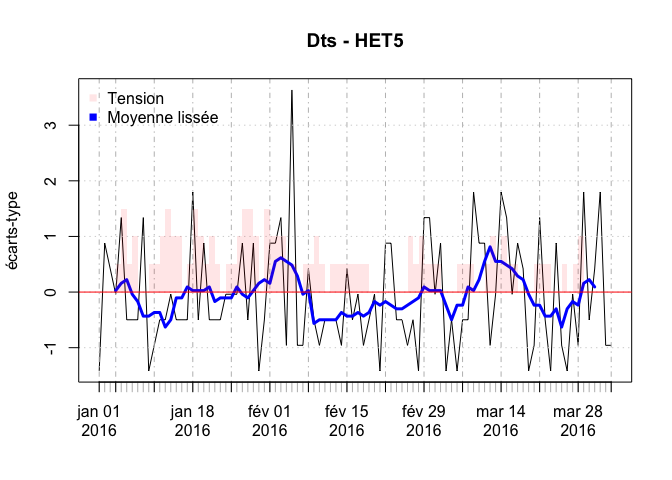 Dts - HET5
Tension
Moyenne lissée
écarts-type
3
2
1
0
-1
jan 01
2016
jan 18
2016
fév 01
2016
fév 15
2016
fév 29
2016
mar 14
2016
mar 28
2016